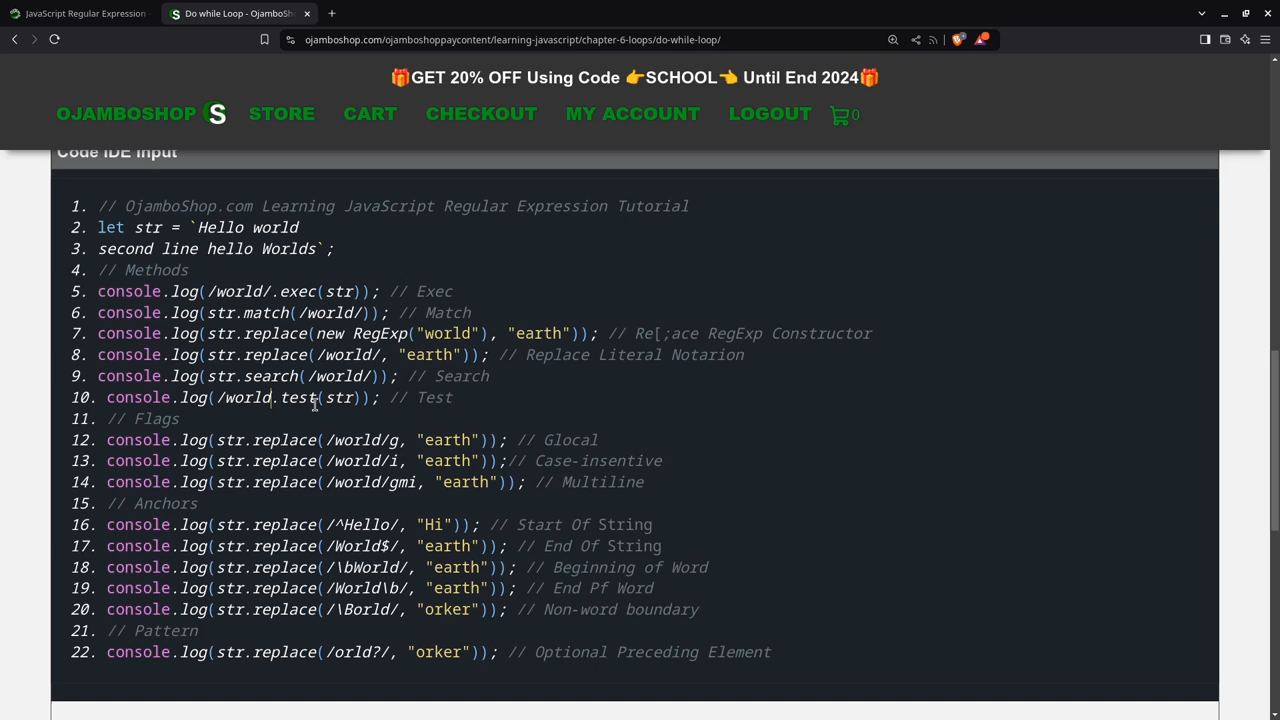 JavaScript Regular Expression
Do while Loop - OjamboSh
ojamboshop.com/ojamboshoppaycontent/learning-javascript/chapter-6-loops/do-while-loop/
🎁GET 20% OFF Using Code 👉SCHOOL👈 Until End 2024🎁
OJAMBOSHOP S STORE CART CHECKOUT MY ACCOUNT LOGOUT 0
Code IDE Input
1. // OjamboShop.com Learning JavaScript Regular Expression Tutorial
2. let str = `Hello world
3. second line hello Worlds`;
4. // Methods
5. console.log(/world/.exec(str)); // Exec
6. console.log(str.match(/world/)); // Match
7. console.log(str.replace(new RegExp("world"), "earth")); // Re[;ace RegExp Constructor
8. console.log(str.replace(/world/, "earth")); // Replace Literal Notarion
9. console.log(str.search(/world/)); // Search
10. console.log(/world.test(str)); // Test
11. // Flags
12. console.log(str.replace(/world/g, "earth")); // Glocal
13. console.log(str.replace(/world/i, "earth"));// Case-insentive
14. console.log(str.replace(/world/gmi, "earth")); // Multiline
15. // Anchors
16. console.log(str.replace(/^Hello/, "Hi")); // Start Of String
17. console.log(str.replace(/World$/, "earth")); // End Of String
18. console.log(str.replace(/\bWorld/, "earth")); // Beginning of Word
19. console.log(str.replace(/World\b/, "earth")); // End Pf Word
20. console.log(str.replace(/\Borld/, "orker")); // Non-word boundary
21. // Pattern
22. console.log(str.replace(/orld?/, "orker")); // Optional Preceding Element